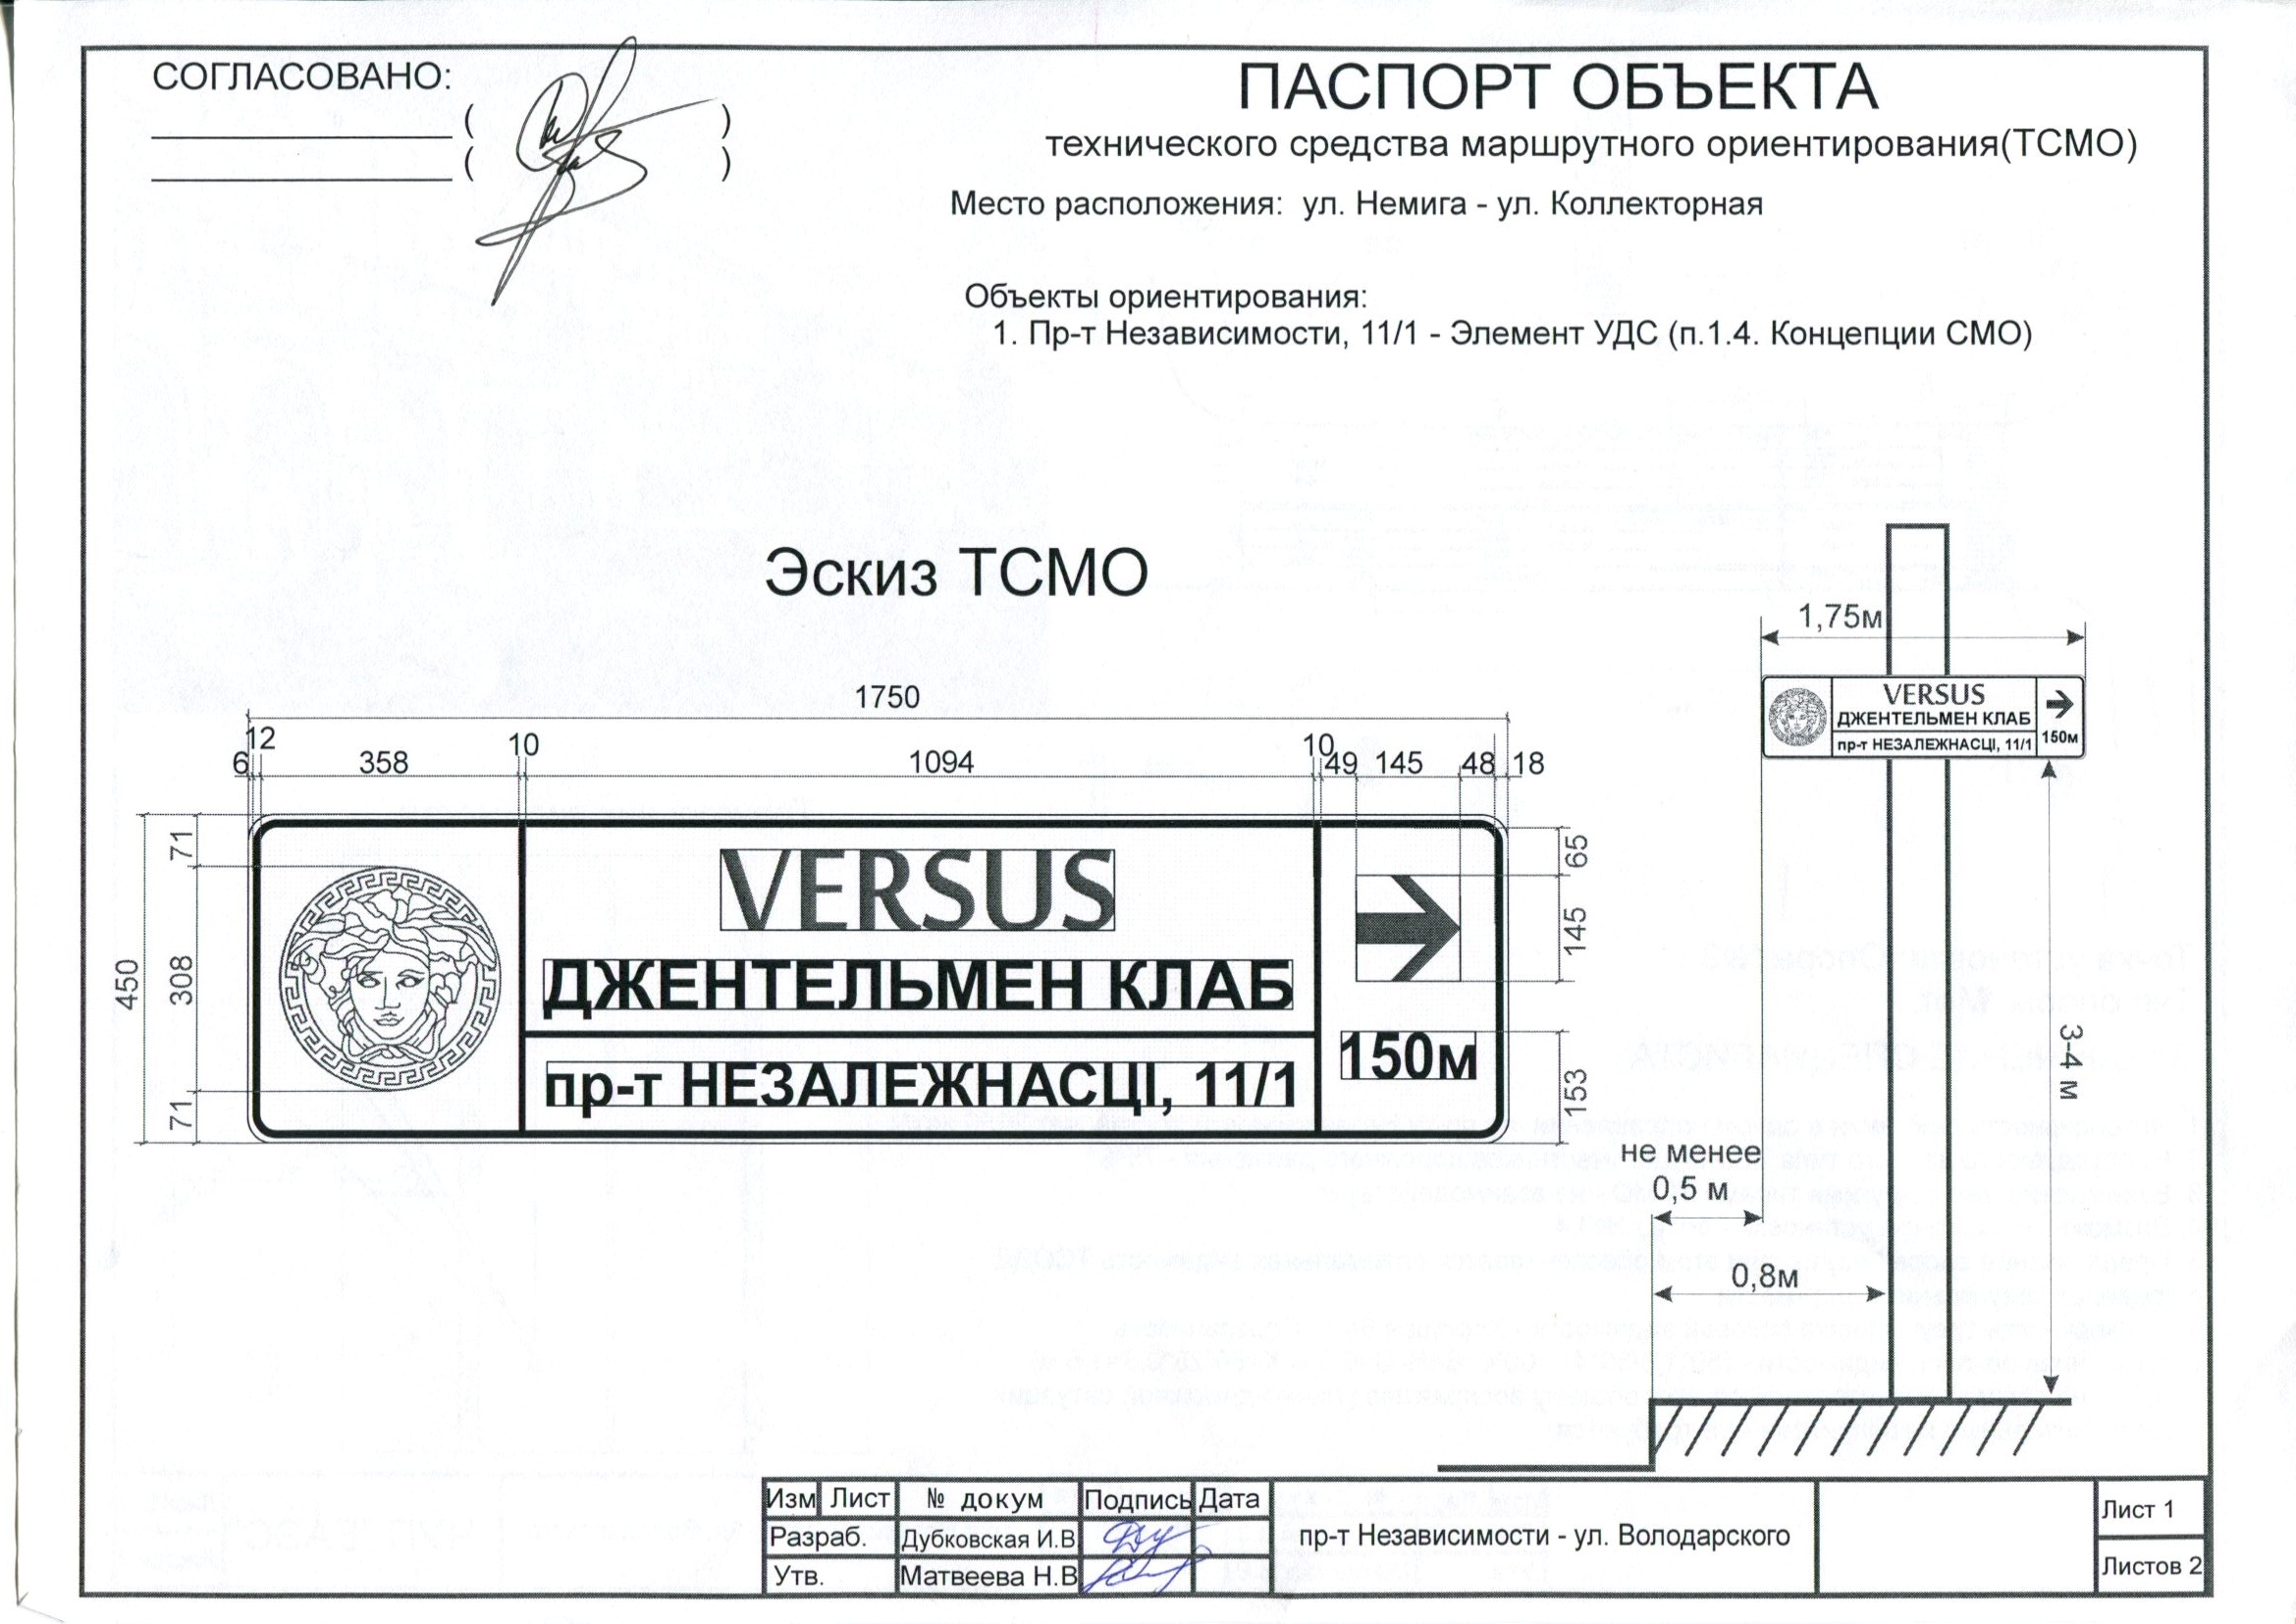 СОГЛАСОВАНО:
( )
( )
ПАСПОРТ ОБЪЕКТА
технического средства маршрутного ориентирования(ТСМО)
Место расположения: ул. Немига - ул. Коллекторная
Объекты ориентирования:
1. Пр-т Независимости, 11/1 - Элемент УДС (п.1.4. Концепции СМО)
Эскиз ТСМО
1750
6 12 358 10 1094 10 49 145 48 18
450
71
308
71
VERSUS
ДЖЕНТЕЛЬМЕН КЛАБ
пр-т НЕЗАЛЕЖНАСЦІ, 11/1
150м
65
145
153
1,75м
VERSUS
ДЖЕНТЕЛЬМЕН КЛАБ
пр-т НЕЗАЛЕЖНАСЦІ, 11/1
150м
3-4 м
не менее
0,5 м
0,8м
Изм Лист № докум Подпись Дата
Разраб. Дубковская И.В
Утв. Матвеева Н.В
пр-т Независимости - ул. Володарского
Лист 1
Листов 2